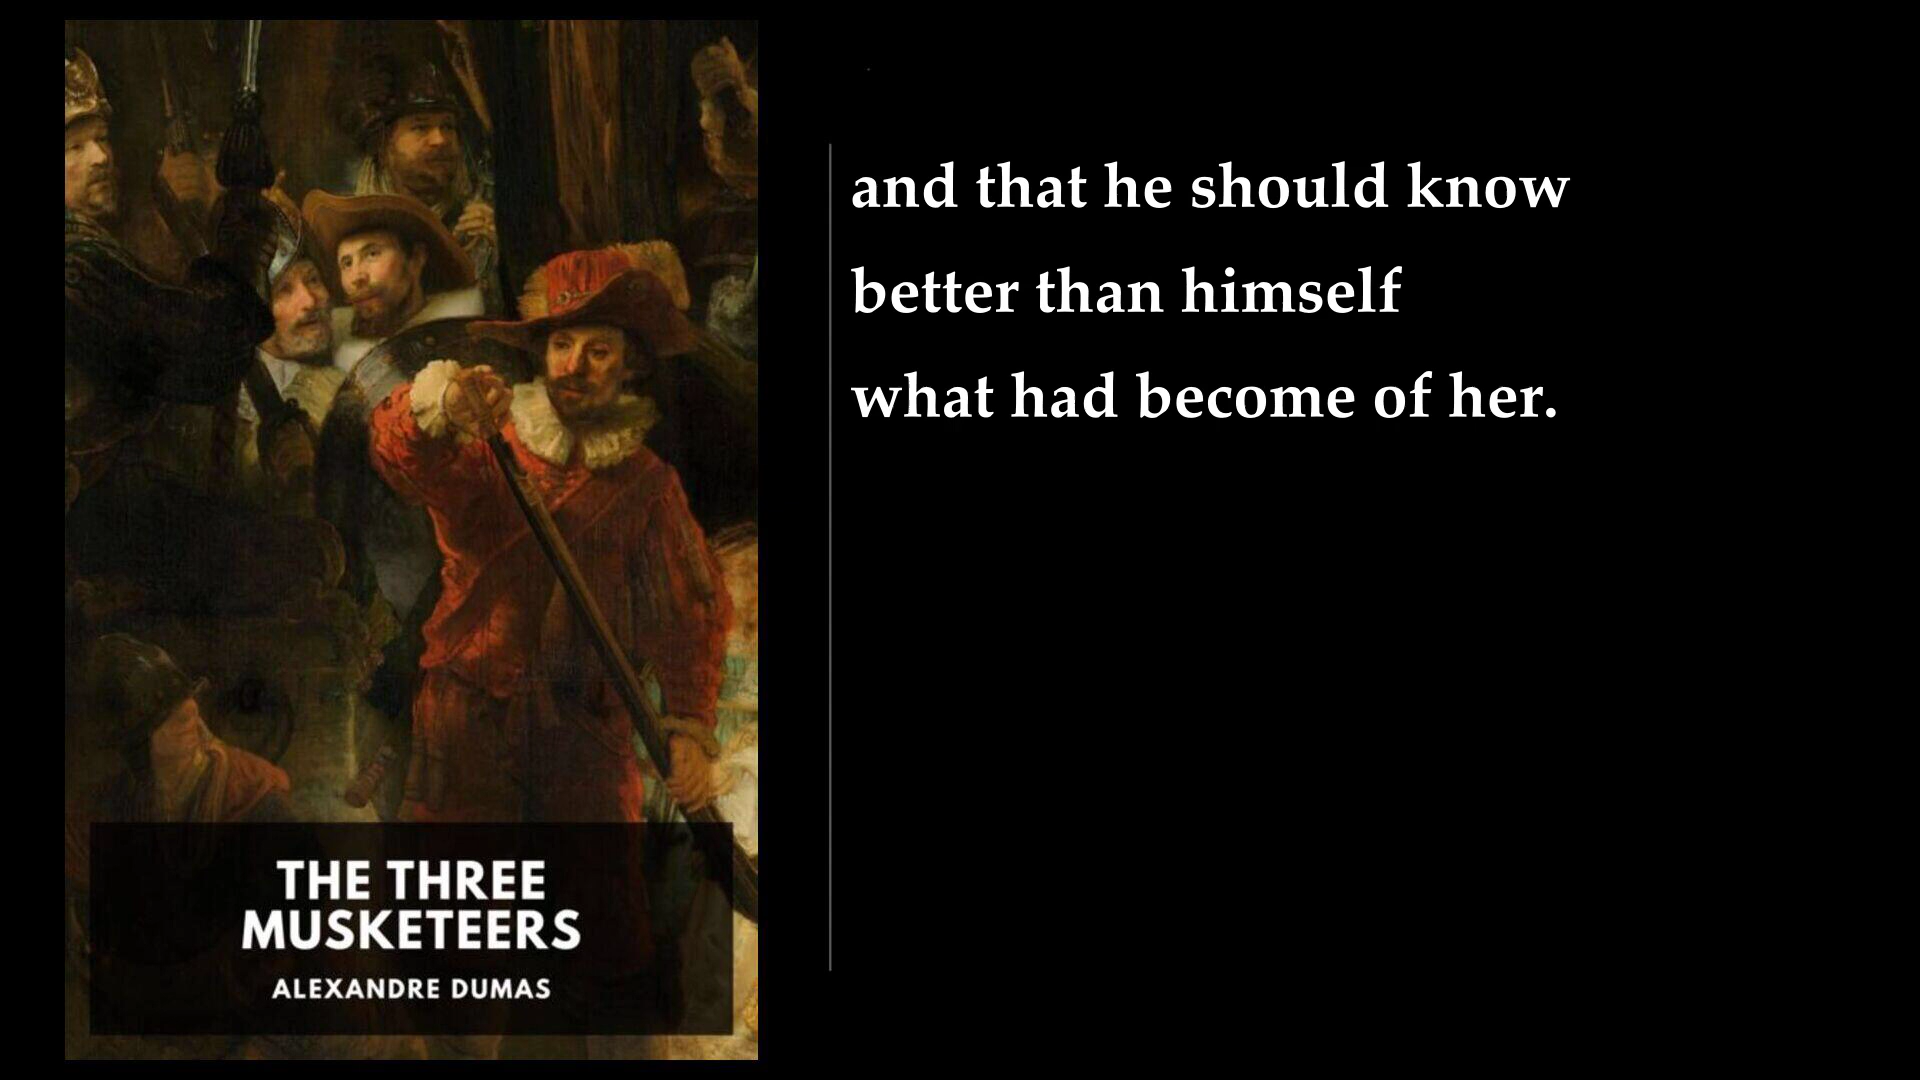 and that he should know
better than himself
what had become of her.
THE THREE
MUSKETEERS
ALEXANDRE DUMAS